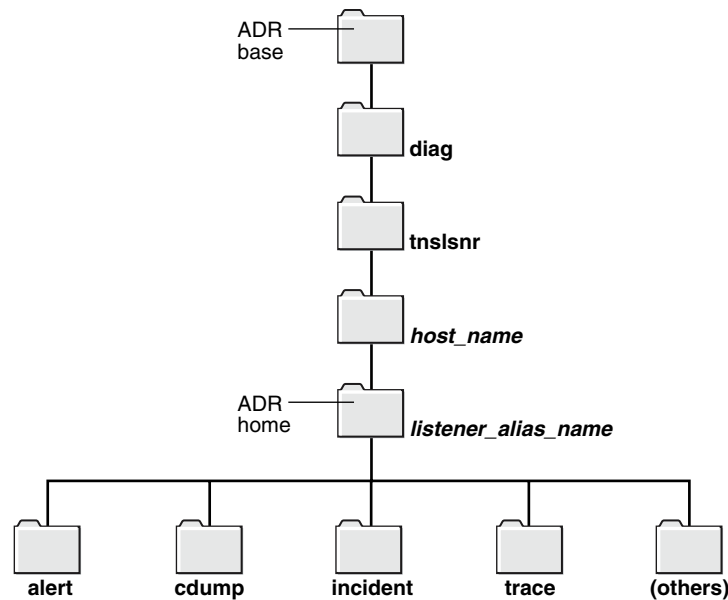 ADR
base
diag
tnslsnr
host_name
ADR
home
listener_alias_name
alert
cdump
incident
trace
(others)